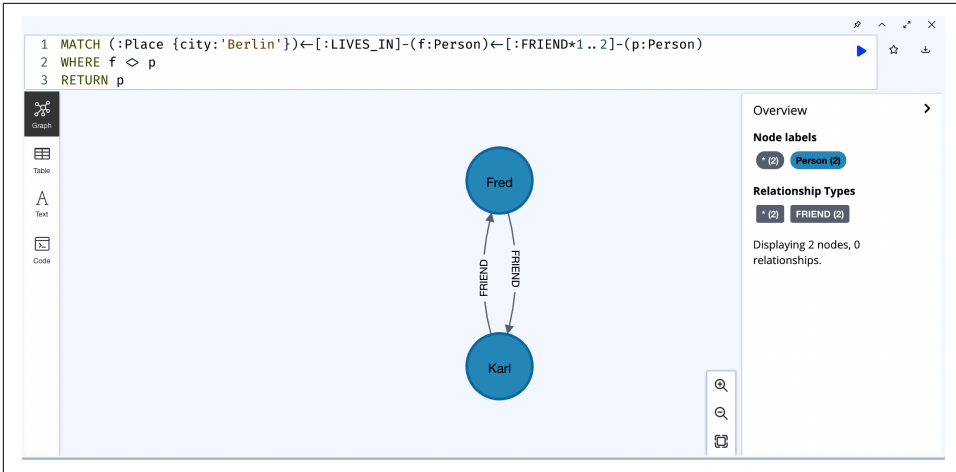 1 MATCH (:Place {city:'Berlin'})<-[:LIVES_IN]-(f:Person)<-[:FRIEND*1..2]-(p:Person)
2 WHERE f <> p
3 RETURN p
Graph
Table
Text
Code
Fred
FRIEND
FRIEND
Karl
Overview
Node labels
* (2) Person (2)
Relationship Types
* (2) FRIEND (2)
Displaying 2 nodes, 0
relationships.